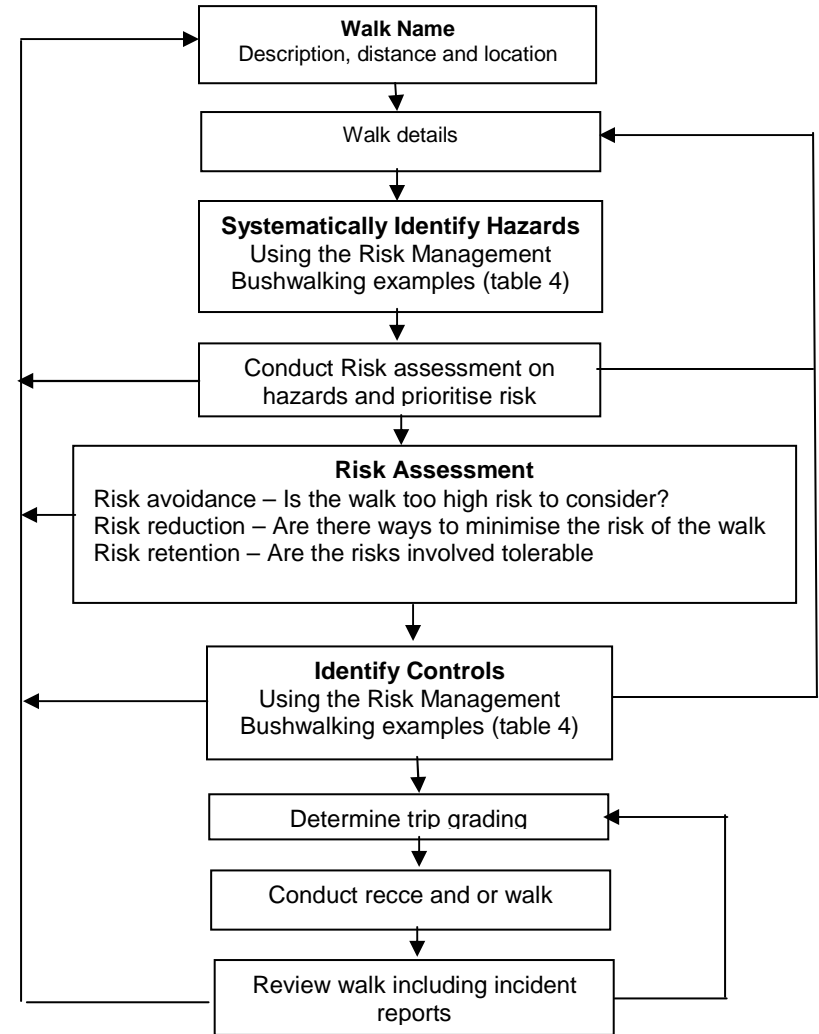 Walk Name
Description, distance and location
Walk details
Systematically Identify Hazards
Using the Risk Management
Bushwalking examples (table 4)
Conduct Risk assessment on
hazards and prioritise risk
Risk Assessment
Risk avoidance – Is the walk too high risk to consider?
Risk reduction – Are there ways to minimise the risk of the walk
Risk retention – Are the risks involved tolerable
Identify Controls
Using the Risk Management
Bushwalking examples (table 4)
Determine trip grading
Conduct recce and or walk
Review walk including incident
reports